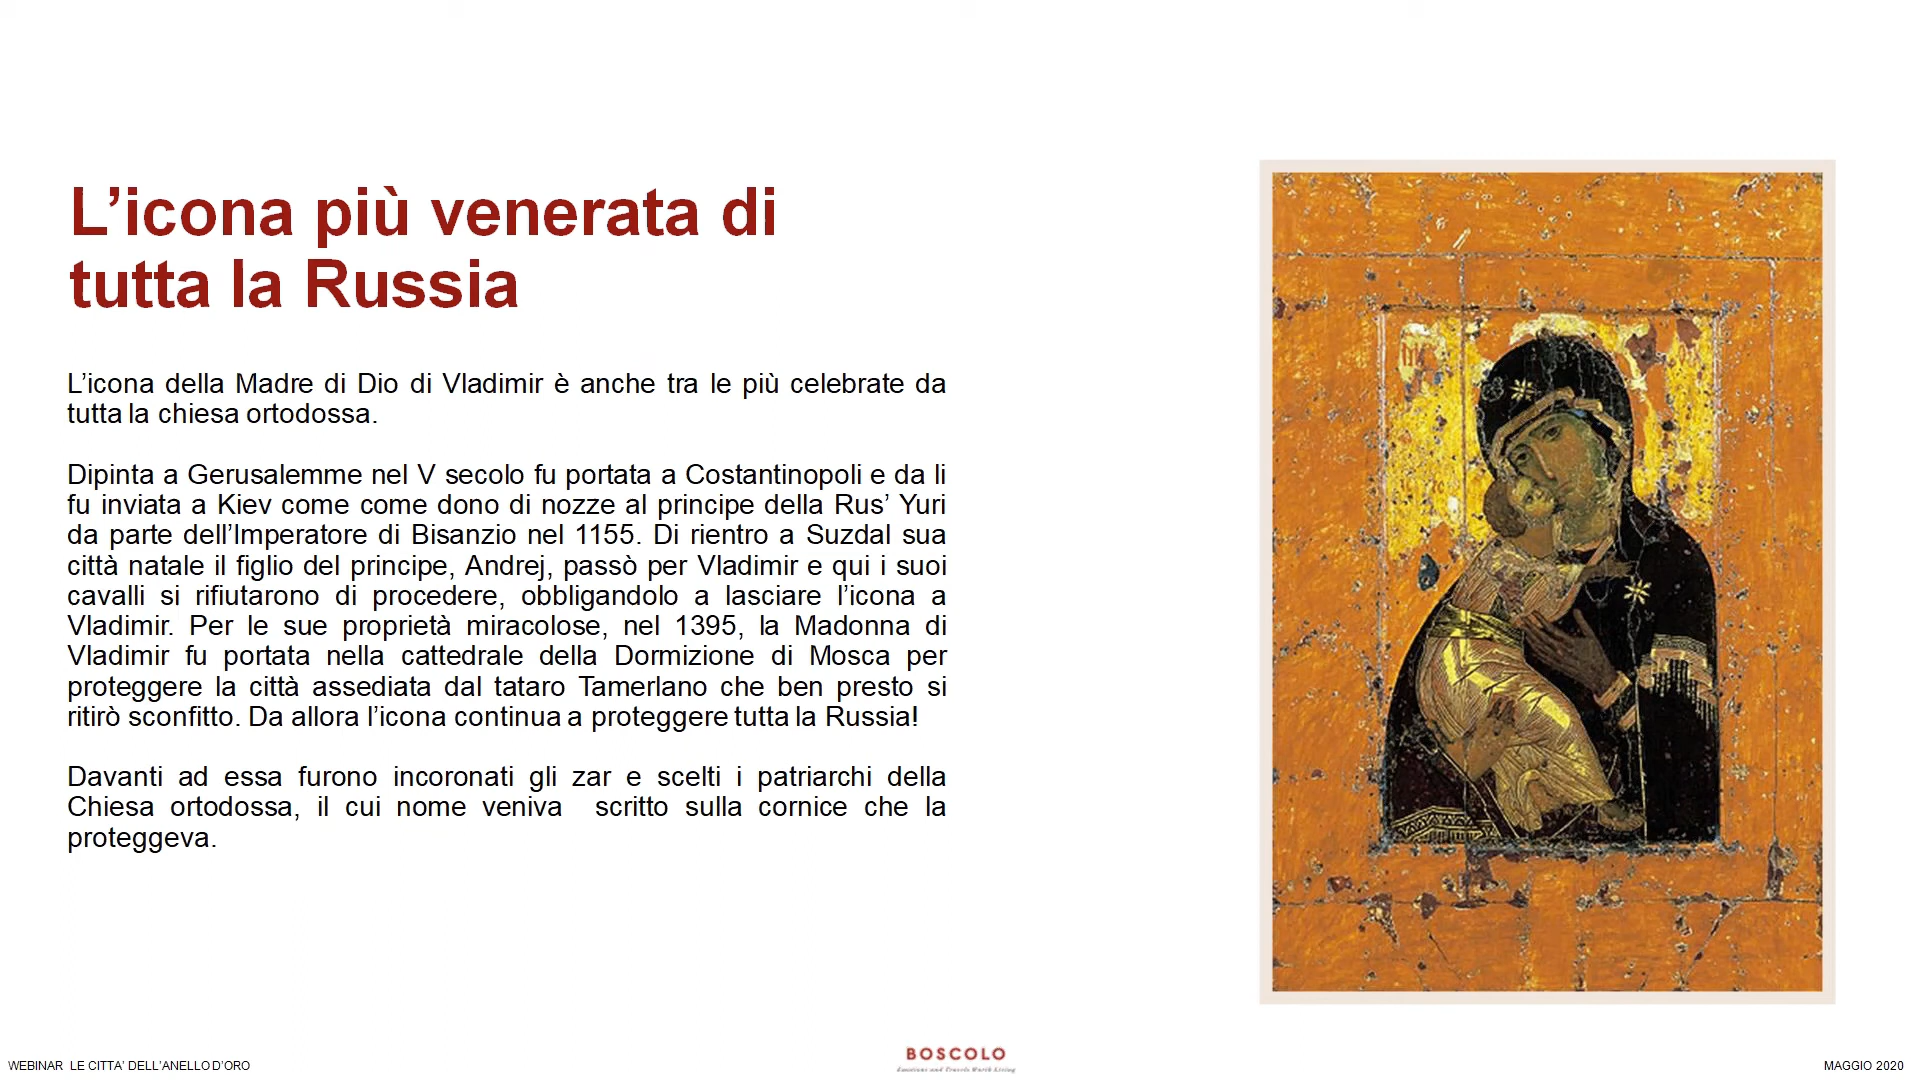 L’icona più venerata di
tutta la Russia
L’icona della Madre di Dio di Vladimir è anche tra le più celebrate da
tutta la chiesa ortodossa.
Dipinta a Gerusalemme nel V secolo fu portata a Costantinopoli e da li
fu inviata a Kiev come come dono di nozze al principe della Rus’ Yuri
da parte dell’Imperatore di Bisanzio nel 1155. Di rientro a Suzdal sua
città natale il figlio del principe, Andrej, passò per Vladimir e qui i suoi
cavalli si rifiutarono di procedere, obbligandolo a lasciare l’icona a
Vladimir. Per le sue proprietà miracolose, nel 1395, la Madonna di
Vladimir fu portata nella cattedrale della Dormizione di Mosca per
proteggere la città assediata dal tataro Tamerlano che ben presto si
ritirò sconfitto. Da allora l’icona continua a proteggere tutta la Russia!
Davanti ad essa furono incoronati gli zar e scelti i patriarchi della
Chiesa ortodossa, il cui nome veniva scritto sulla cornice che la
proteggeva.
WEBINAR LE CITTA’ DELL’ANELLO D’ORO
BOSCOLO
Emotions and Travels Worth Living
MAGGIO 2020